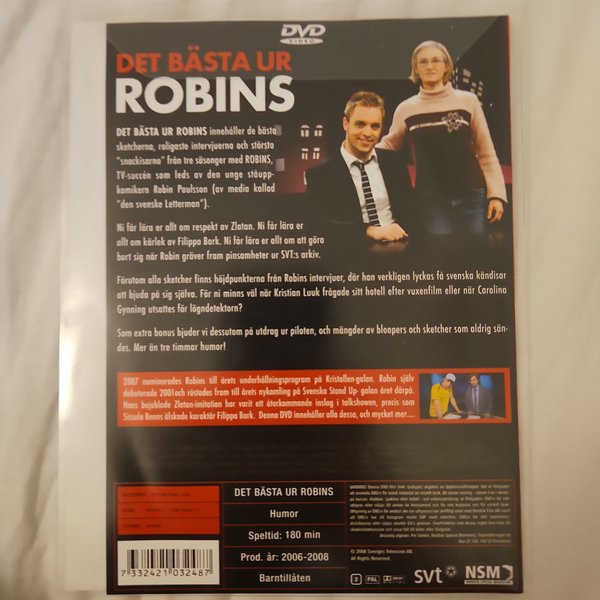 DVD
VIDEO
DET BÄSTA UR
ROBINS
DET BÄSTA UR ROBINS innehåller de bästa
sketcherna, roligaste intervjuerna och största
"snackisarna" från tre säsonger med ROBINS,
TV-succén som leds av den unge ståupp-
komikern Robin Paulsson (av media kallad
"den svenske Letterman").
Ni får lära er allt om respekt av Zlatan. Ni får lära er
allt om kärlek av Filippa Bark. Ni får lära er allt om att göra
bort sig när Robin gräver fram pinsamheter ur SVT:s arkiv.
Förutom alla sketcher finns höjdpunkterna från Robins intervjuer, där han verkligen lyckas få svenska kändisar
att bjuda på sig själva. För ni minns väl när Kristian Luuk frågade sitt hotell efter vuxenfilm eller när Carolina
Gynning utsattes för lögndetektorn?
Som extra bonus bjuder vi dessutom på utdrag ur piloten, och mängder av bloopers och sketcher som aldrig sän-
des. Mer än tre timmar humor!
2007 nominerades Robins till årets underhållningsprogram på Kristallen-galan. Robin själv
debuterade 2001och röstades fram till årets nykomling på Svenska Stand Up- galan året därpå.
Hans bejublade Zlatan-imitation har varit ett återkommande inslag i talkshowen, precis som
Sissela Benns älskade karaktär Filippa Bark. Denna DVD innehåller alla dessa, och mycket mer....
DET BÄSTA UR ROBINS
Humor
Speltid: 180 min
Prod. år: 2006-2008
Barntillåten
7 332421 032487
© 2008 Sveriges Television AB.
All Rights Reserved.
2 PAL
svt
NSM